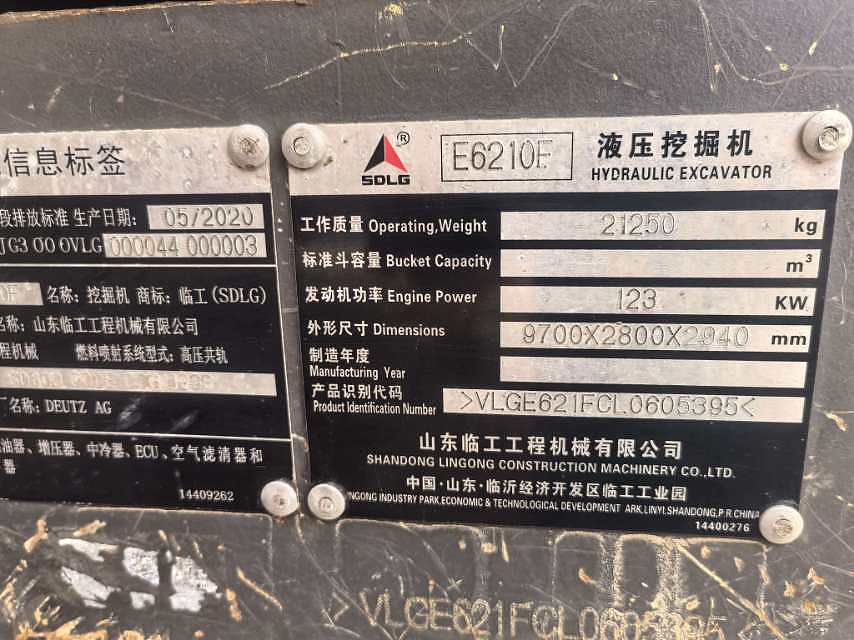 信息标签
段排放标准 生产日期: 05/2020
JG3 00 0VLG 000044 000003
名称: 挖掘机 商标: 临工(SDLG)
名称: 山东临工工程机械有限公司
程机械 燃料喷射系统型式: 高压共轨
厂名称: DEUTZ AG
油器、增压器、中冷器、ECU、空气滤清器和
器
14409262
SDLG ® E6210F 液压挖掘机
HYDRAULIC EXCAVATOR
工作质量 Operating,Weight 21250 kg
标准斗容量 Bucket Capacity m³
发动机功率 Engine Power 123 KW
外形尺寸 Dimensions 9700X2800X2940 mm
制造年度
Manufacturing Year
产品识别代码
Product Identification Number >VLGE621FCL0605395<
山东临工工程机械有限公司
SHANDONG LINGONG CONSTRUCTION MACHINERY CO.,LTD.
中国·山东·临沂经济开发区临工工业园
INGONG INDUSTRY PARK,ECONOMIC & TECHNOLOGICAL DEVELOPMENT ARK,LINYI,SHANDONG,P.R.CHINA
14400276
>VLGE621FCL0605395<